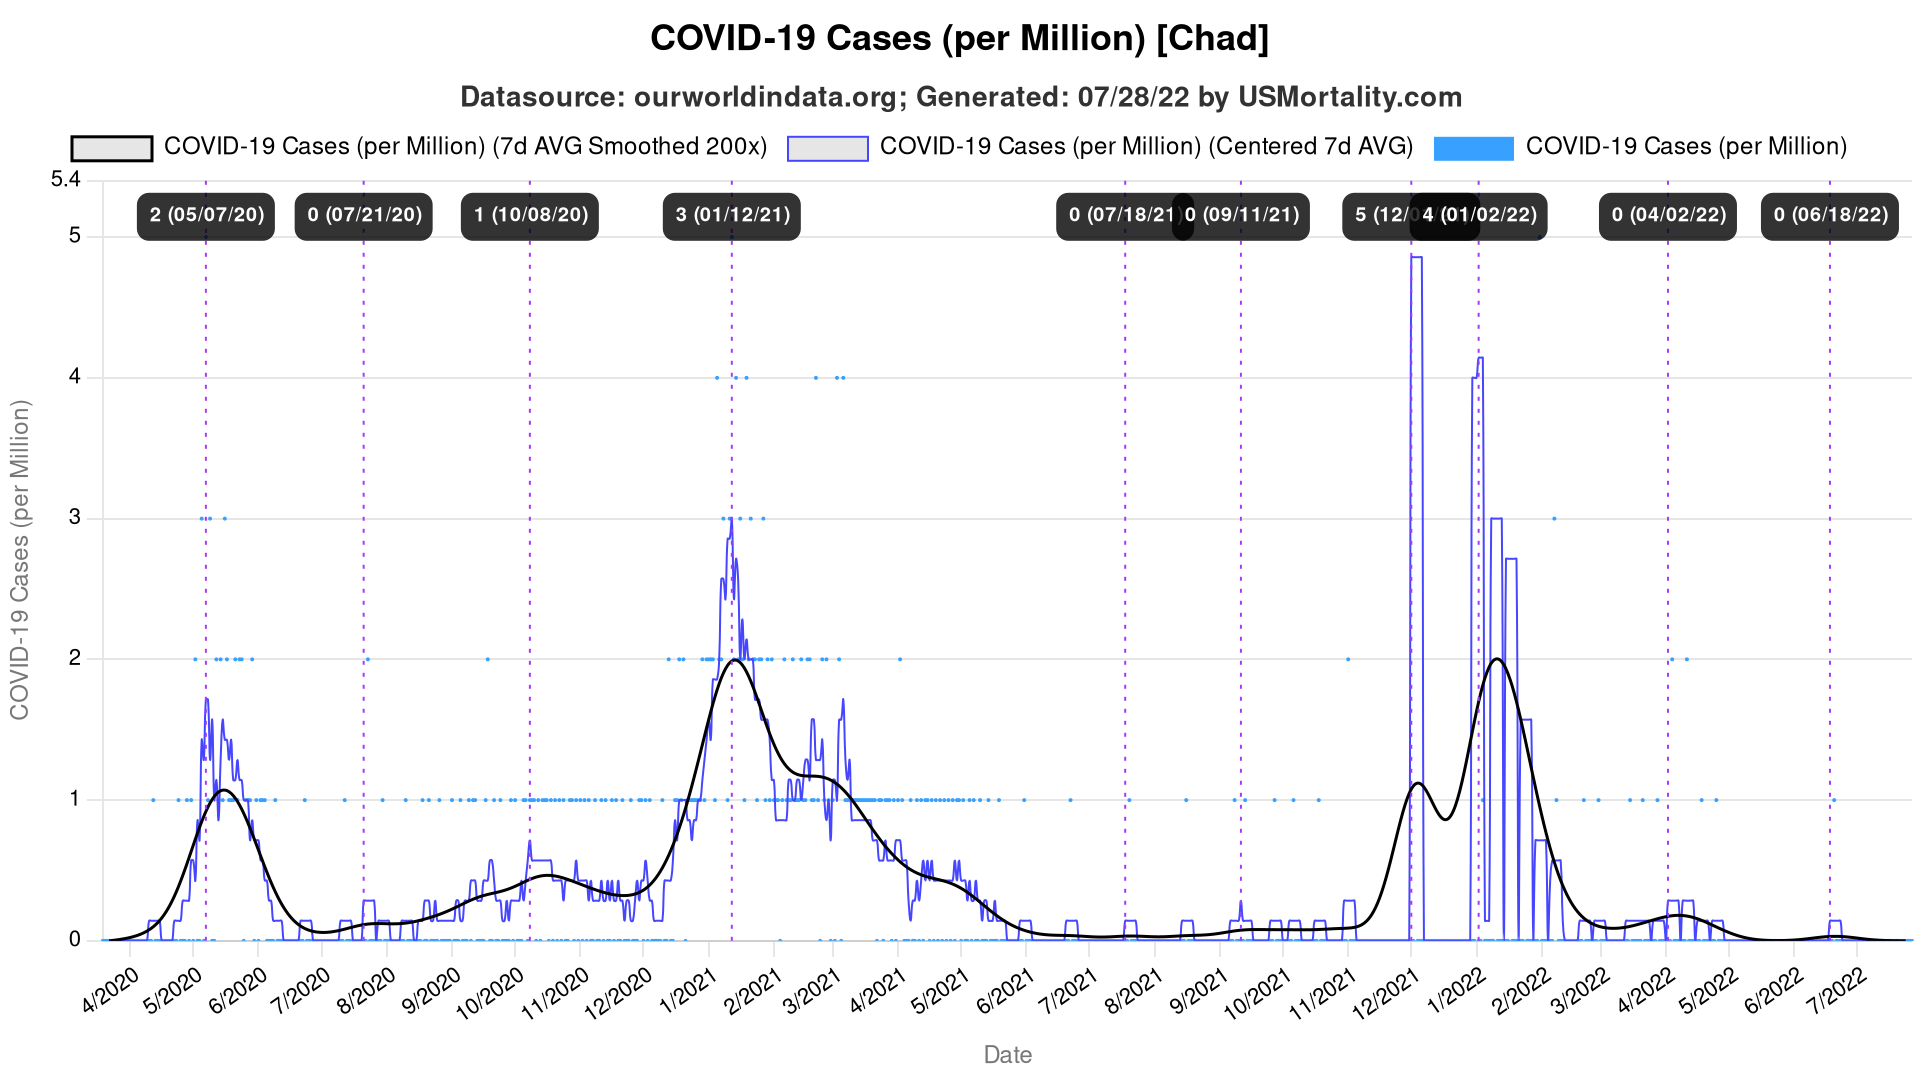 COVID-19 Cases (per Million) [Chad]
Datasource: ourworldindata.org; Generated: 07/28/22 by USMortality.com
COVID-19 Cases (per Million) (7d AVG Smoothed 200x) COVID-19 Cases (per Million) (Centered 7d AVG) COVID-19 Cases (per Million)
5.4
2 (05/07/20) 0 (07/21/20) 1 (10/08/20) 3 (01/12/21) 0 (07/18/21) 0 (09/11/21) 5 (12/ 4 (01/02/22) 0 (04/02/22) 0 (06/18/22)
5
4
3
2
1
0
COVID-19 Cases (per Million)
4/2020 5/2020 6/2020 7/2020 8/2020 9/2020 10/2020 11/2020 12/2020 1/2021 2/2021 3/2021 4/2021 5/2021 6/2021 7/2021 8/2021 9/2021 10/2021 11/2021 12/2021 1/2022 2/2022 3/2022 4/2022 5/2022 6/2022 7/2022
Date